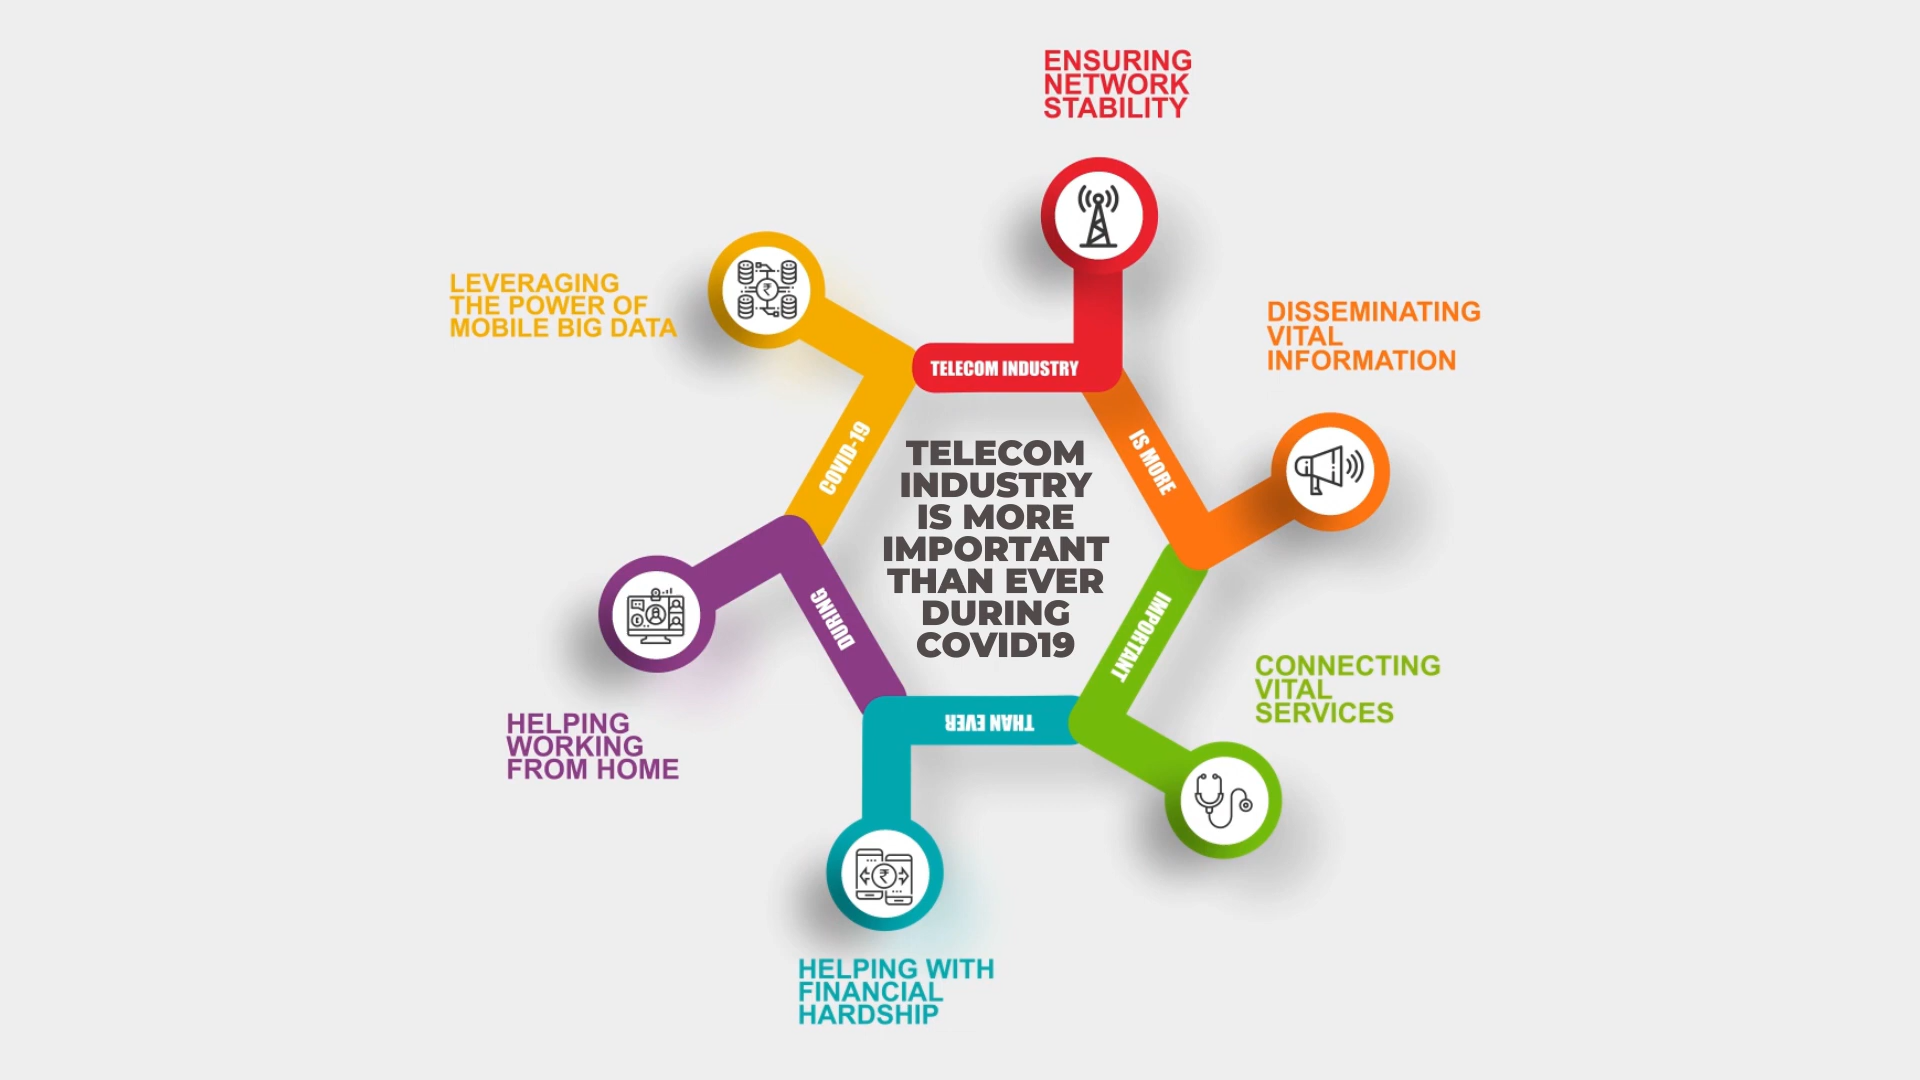 ENSURING
NETWORK
STABILITY
LEVERAGING
THE POWER OF
MOBILE BIG DATA
DISSEMINATING
VITAL
INFORMATION
TELECOM INDUSTRY
IS MORE
IMPORTANT
THAN EVER
DURING
COVID-19
TELECOM
INDUSTRY
IS MORE
IMPORTANT
THAN EVER
DURING
COVID19
CONNECTING
VITAL
SERVICES
HELPING
WORKING
FROM HOME
HELPING WITH
FINANCIAL
HARDSHIP
₹
₹